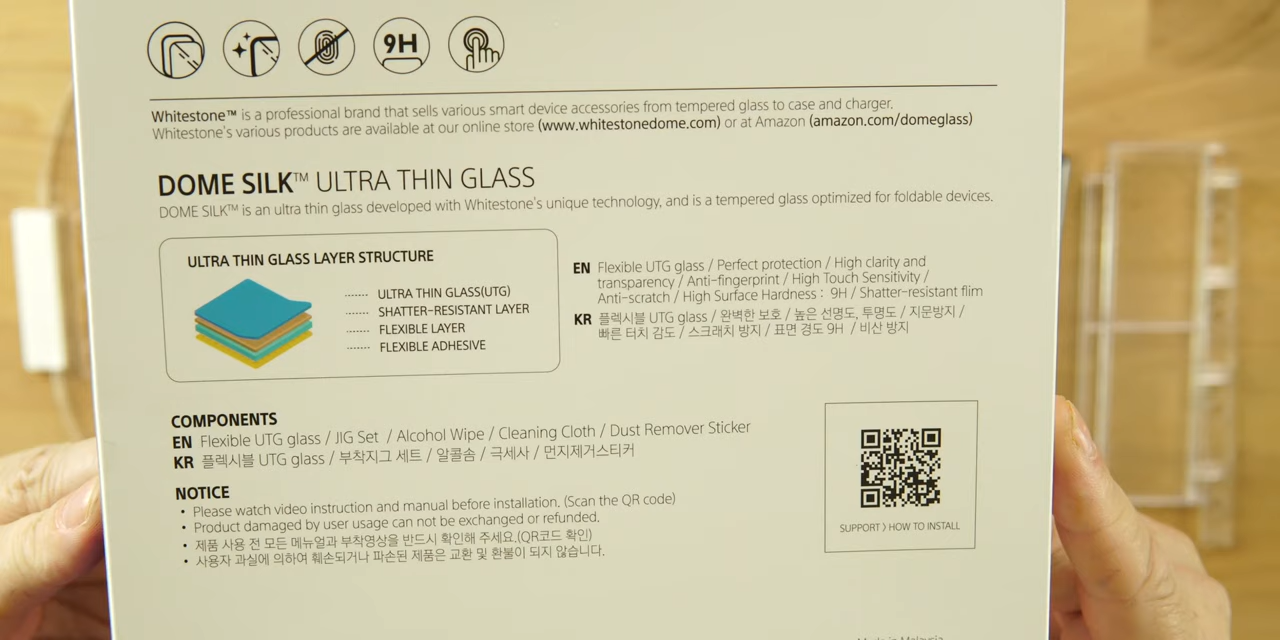 9H
Whitestone™ is a professional brand that sells various smart device accessories from tempered glass to case and charger.
Whitestone's various products are available at our online store (www.whitestonedome.com) or at Amazon (amazon.com/domeglass)
DOME SILK™ ULTRA THIN GLASS
DOME SILK™ is an ultra thin glass developed with Whitestone's unique technology, and is a tempered glass optimized for foldable devices.
ULTRA THIN GLASS LAYER STRUCTURE
ULTRA THIN GLASS(UTG)
SHATTER-RESISTANT LAYER
FLEXIBLE LAYER
FLEXIBLE ADHESIVE
EN Flexible UTG glass / Perfect protection / High clarity and
transparency / Anti-fingerprint / High Touch Sensitivity /
Anti-scratch / High Surface Hardness : 9H / Shatter-resistant flim
KR 플렉시블 UTG glass / 완벽한 보호 / 높은 선명도, 투명도 / 지문방지 /
빠른 터치 감도 / 스크래치 방지 / 표면 경도 9H / 비산 방지
COMPONENTS
EN Flexible UTG glass / JIG Set / Alcohol Wipe / Cleaning Cloth / Dust Remover Sticker
KR 플렉시블 UTG glass / 부착지그 세트 / 알콜솜 / 극세사 / 먼지제거스티커
NOTICE
• Please watch video instruction and manual before installation. (Scan the QR code)
• Product damaged by user usage can not be exchanged or refunded.
• 제품 사용 전 모든 메뉴얼과 부착영상을 반드시 확인해 주세요.(QR코드 확인)
• 사용자 과실에 의하여 훼손되거나 파손된 제품은 교환 및 환불이 되지 않습니다.
SUPPORT > HOW TO INSTALL
Made in Malaysia